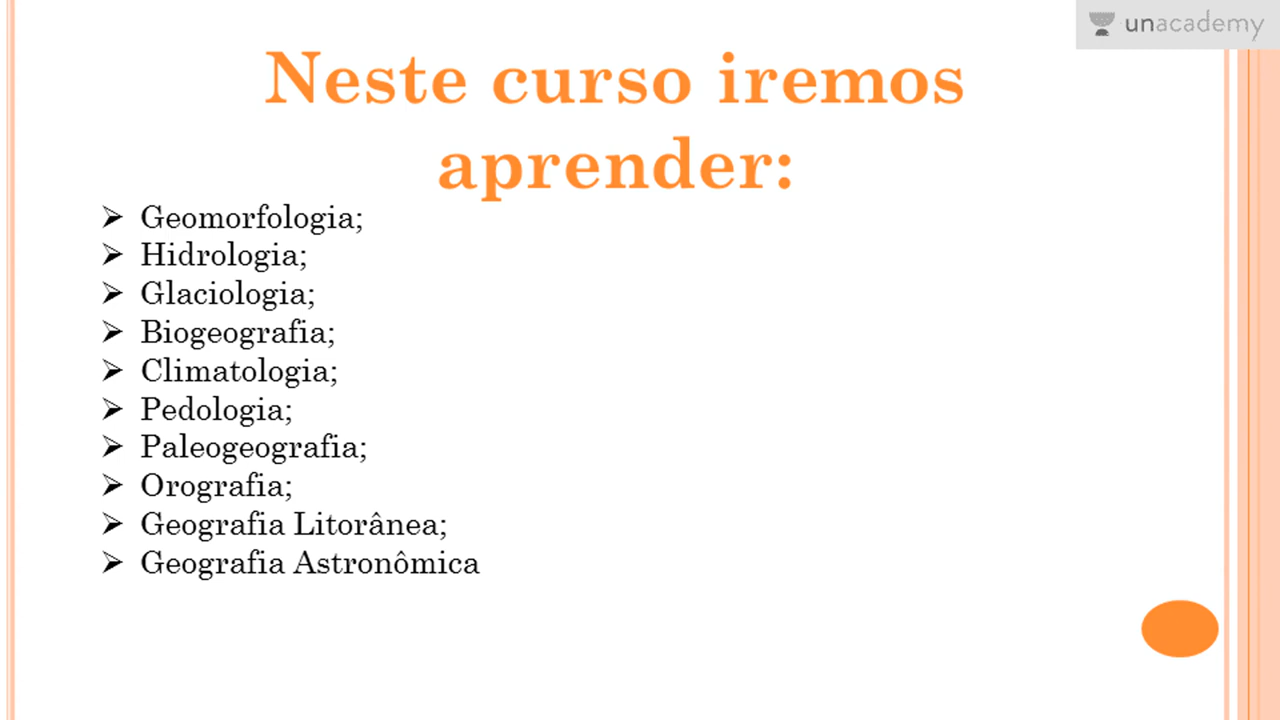 unacademy
Neste curso iremos
aprender:
➢ Geomorfologia;
➢ Hidrologia;
➢ Glaciologia;
➢ Biogeografia;
➢ Climatologia;
➢ Pedologia;
➢ Paleogeografia;
➢ Orografia;
➢ Geografia Litorânea;
➢ Geografia Astronômica